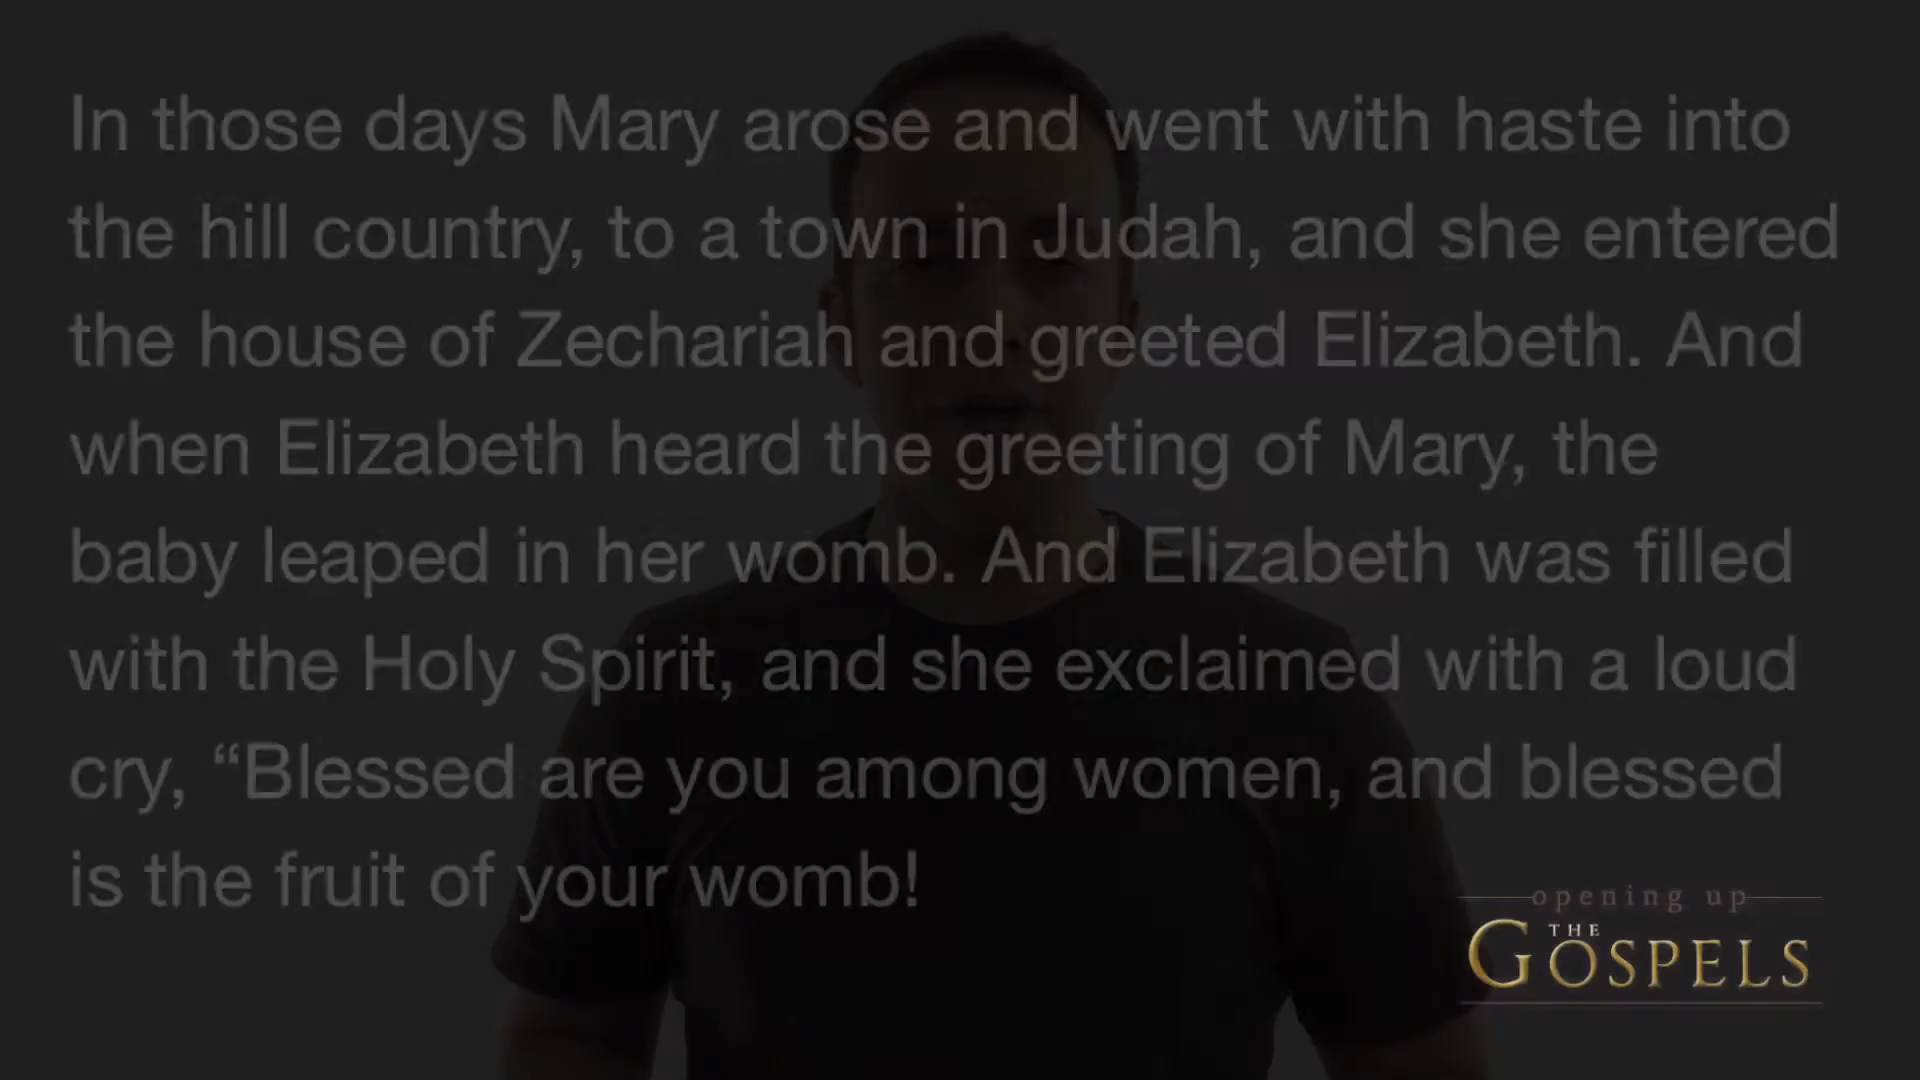 In those days Mary arose and went with haste into
the hill country, to a town in Judah, and she entered
the house of Zechariah and greeted Elizabeth. And
when Elizabeth heard the greeting of Mary, the
baby leaped in her womb. And Elizabeth was filled
with the Holy Spirit, and she exclaimed with a loud
cry, “Blessed are you among women, and blessed
is the fruit of your womb!
opening up
THE
GOSPELS